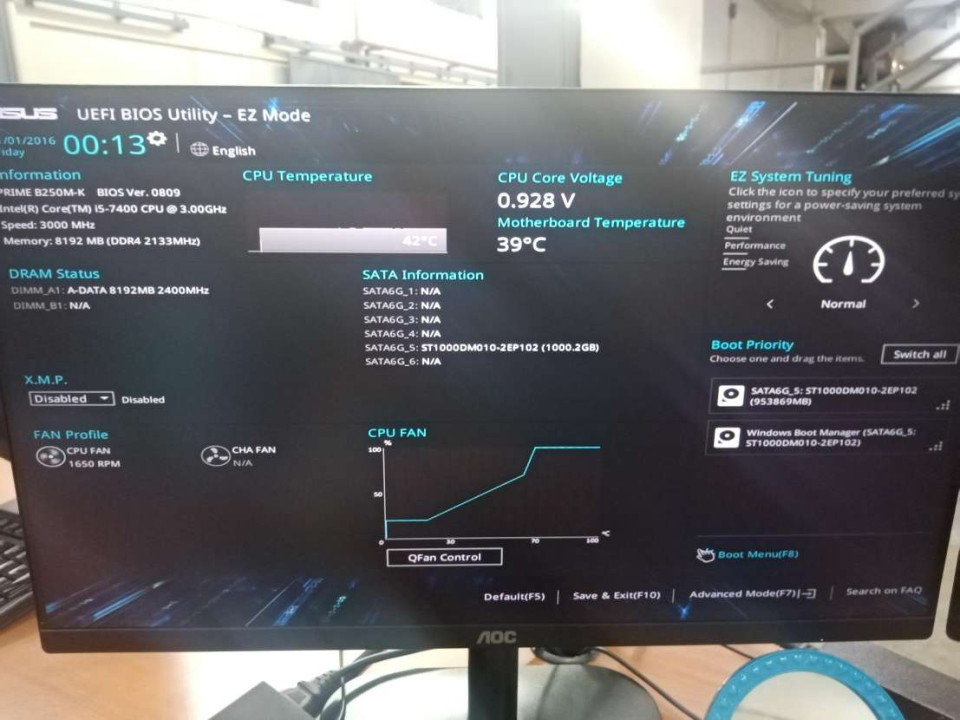 UEFI BIOS Utility – EZ Mode
/01/2016
00:13
English
PRIME B250M-K BIOS Ver. 0809
Intel(R) Core(TM) i5-7400 CPU @ 3.00GHz
Speed: 3000 MHz
Memory: 8192 MB (DDR4 2133MHz)
CPU Temperature
42°C
CPU Core Voltage
0.928 V
Motherboard Temperature
39°C
EZ System Tuning
Click the icon to specify your preferred sy
settings for a power-saving system
environment
Quiet
Performance
Energy Saving
< Normal >
DRAM Status
DIMM_A1: A-DATA 8192MB 2400MHz
DIMM_B1: N/A
SATA Information
SATA6G_1: N/A
SATA6G_2: N/A
SATA6G_3: N/A
SATA6G_4: N/A
SATA6G_5: ST1000DM010-2EP102 (1000.2GB)
SATA6G_6: N/A
Boot Priority
Choose one and drag the items.
Switch all
SATA6G_5: ST1000DM010-2EP102
(953869MB)
Windows Boot Manager (SATA6G_5:
ST1000DM010-2EP102)
X.M.P.
Disabled Disabled
FAN Profile
CPU FAN
1650 RPM
CHA FAN
N/A
CPU FAN
%
100
50
0 30 70 100
°C
QFan Control
Boot Menu(F8)
Default(F5) | Save & Exit(F10) | Advanced Mode(F7) | Search on FAQ
AOC